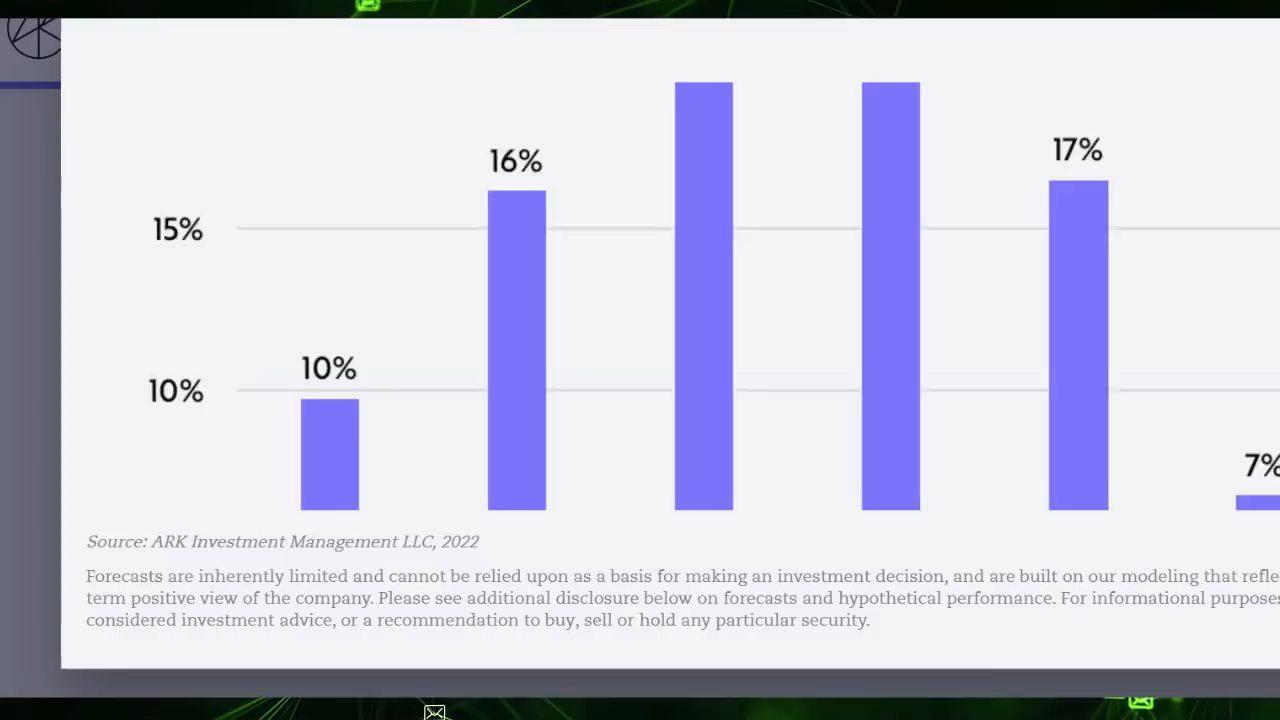 17%
16%
15%
10%
10%
7%
Source: ARK Investment Management LLC, 2022
Forecasts are inherently limited and cannot be relied upon as a basis for making an investment decision, and are built on our modeling that refle
term positive view of the company. Please see additional disclosure below on forecasts and hypothetical performance. For informational purposes
considered investment advice, or a recommendation to buy, sell or hold any particular security.